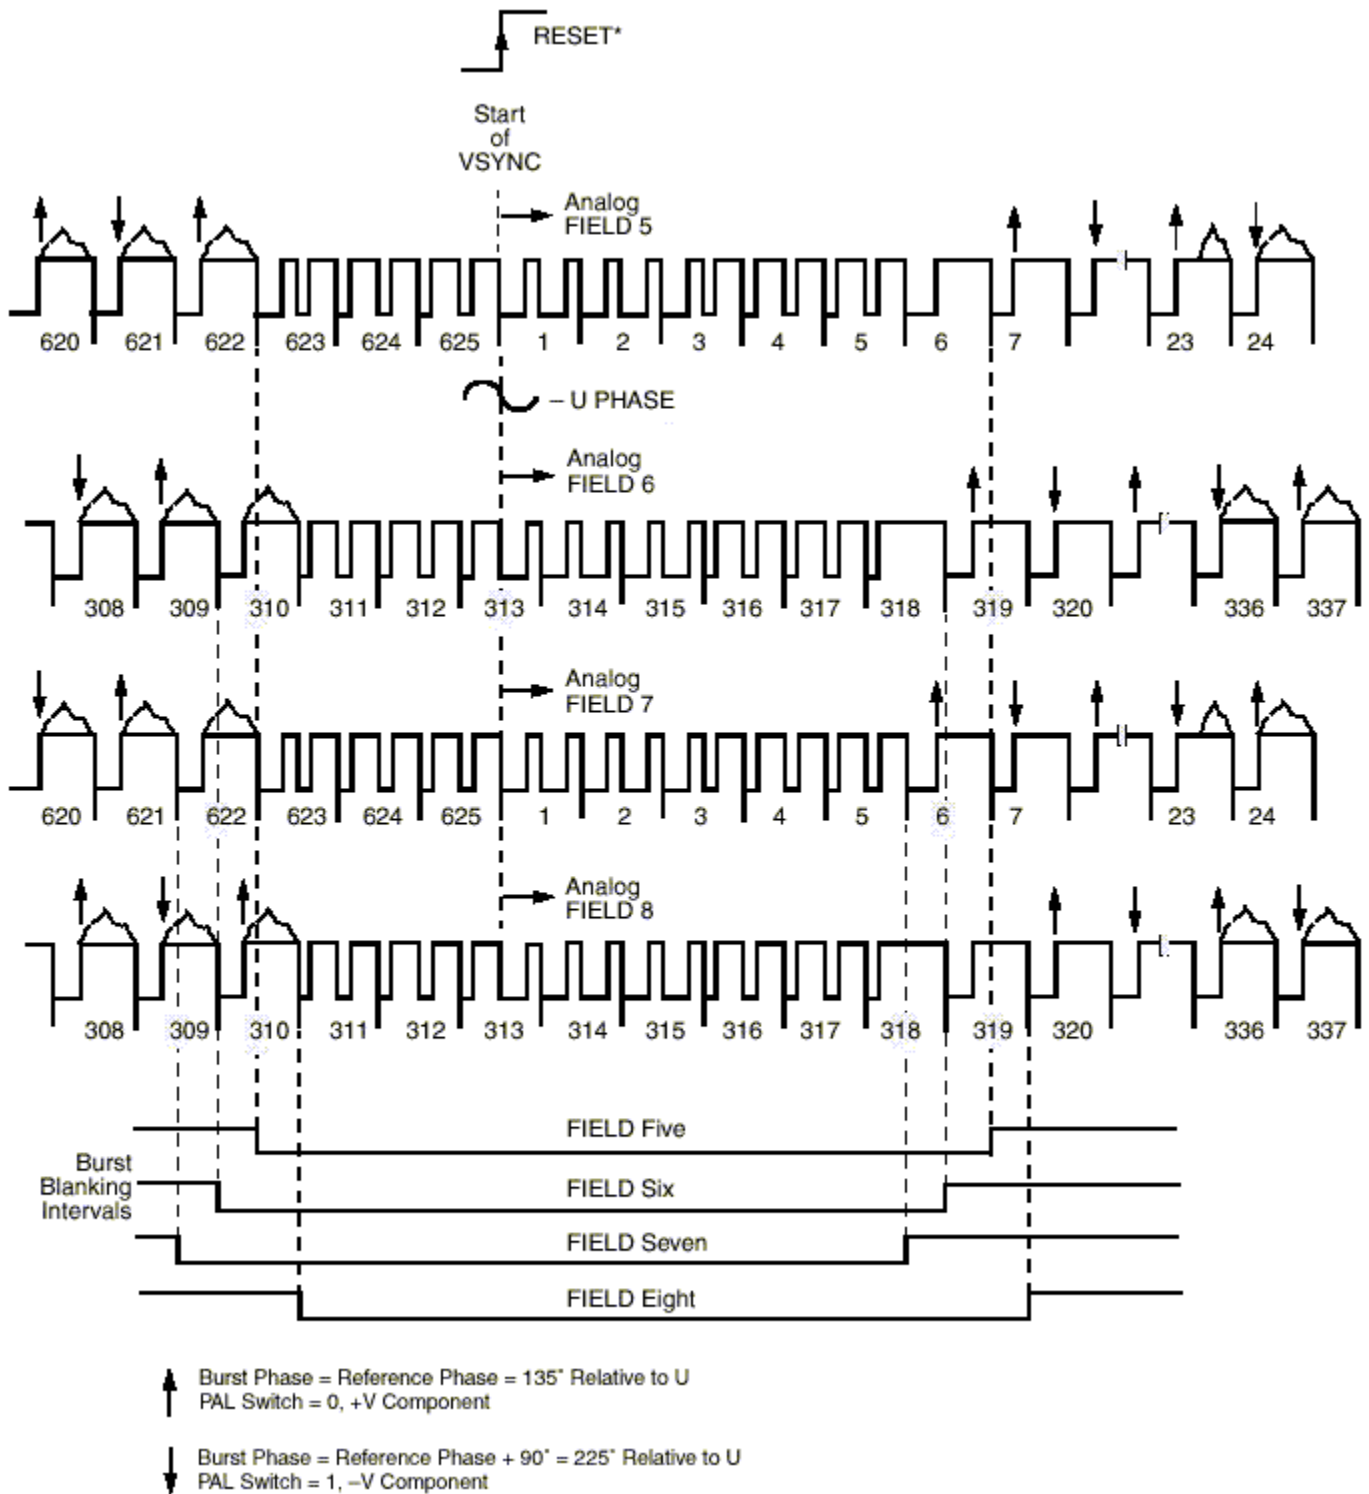 RESET*
Start
of
VSYNC
Analog
FIELD 5
620 621 622 623 624 625 1 2 3 4 5 6 7 23 24
– U PHASE
Analog
FIELD 6
308 309 310 311 312 313 314 315 316 317 318 319 320 336 337
Analog
FIELD 7
620 621 622 623 624 625 1 2 3 4 5 6 7 23 24
Analog
FIELD 8
308 309 310 311 312 313 314 315 316 317 318 319 320 336 337
Burst
Blanking
Intervals
FIELD Five
FIELD Six
FIELD Seven
FIELD Eight
Burst Phase = Reference Phase = 135° Relative to U
PAL Switch = 0, +V Component
Burst Phase = Reference Phase + 90° = 225° Relative to U
PAL Switch = 1, –V Component